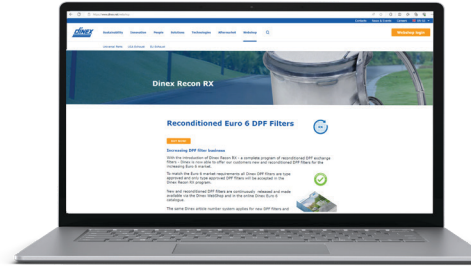 Contacts News & Events Careers
DINEX Sustainability Innovation People Solutions Technologies Aftermarket Webshop Webshop login
Dinex Recon RX
Reconditioned Euro 6 DPF Filters
Increasing DPF filter business
With the introduction of Dinex Recon RX - a complete program of reconditioned DPF exchange
filters - Dinex is now able to offer our customers new and reconditioned DPF filters for the
increasing Euro 6 market.
To match the Euro 6 market requirements all Dinex DPF filters are type
approved and only type approved DPF filters will be accepted in the
Dinex Recon RX program.
New and reconditioned DPF filters are continuously released and made
available via the Dinex WebShop and in the online Dinex Euro 6
catalogue.
The same Dinex article number system applies for new DPF filters and